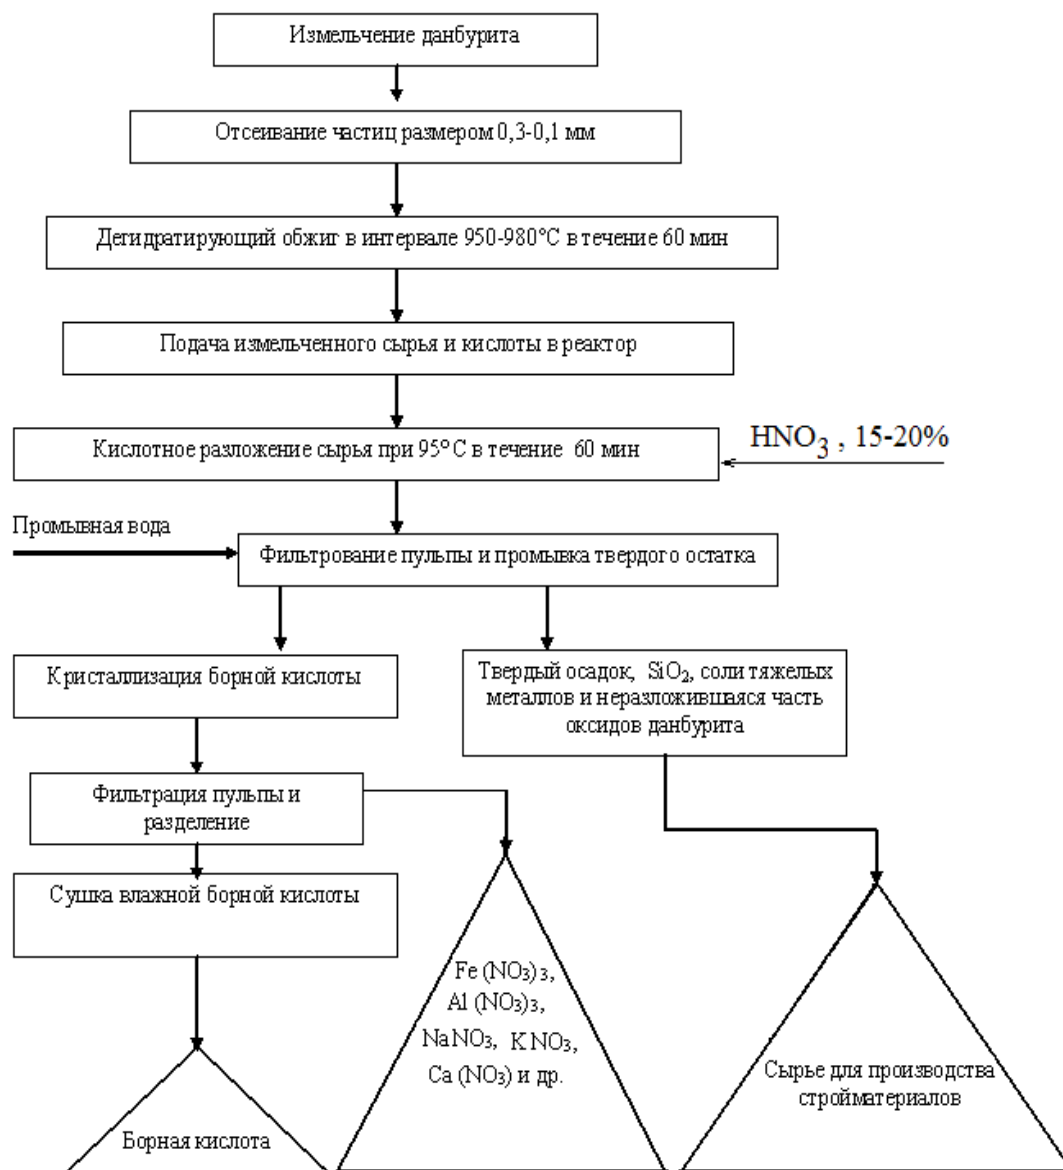 Измельчение данбурита
Отсеивание частиц размером 0,3-0,1 мм
Дегидратирующий обжиг в интервале 950-980°С в течение 60 мин
Подача измельченного сырья и кислоты в реактор
Кислотное разложение сырья при 95°С в течение 60 мин
HNO₃ , 15-20%
Промывная вода
Фильтрование пульпы и промывка твердого остатка
Кристаллизация борной кислоты
Твердый осадок, SiO₂, соли тяжелых
металлов и неразложившаяся часть
оксидов данбурита
Фильтрация пульпы и
разделение
Сушка влажной борной кислоты
Fe (NO₃)₃,
Al (NO₃)₃,
NaNO₃, KNO₃,
Ca (NO₃) и др.
Сырье для производства
стройматериалов
Борная кислота